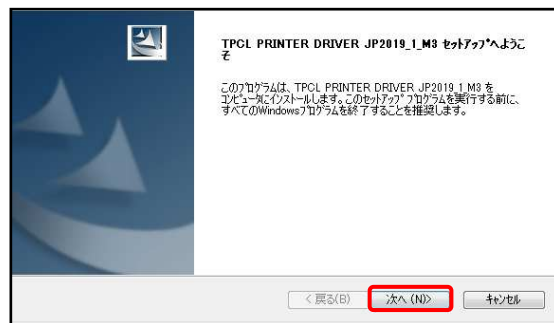 TPCL PRINTER DRIVER JP2019_1_M3 セットアップへようこ
そ
このプログラムは、TPCL PRINTER DRIVER JP2019_1_M3 を
コンピュータにインストールします。このセットアップ プログラムを実行する前に、
すべてのWindowsプログラムを終了することを推奨します。
< 戻る(B)
次へ (N)>
キャンセル